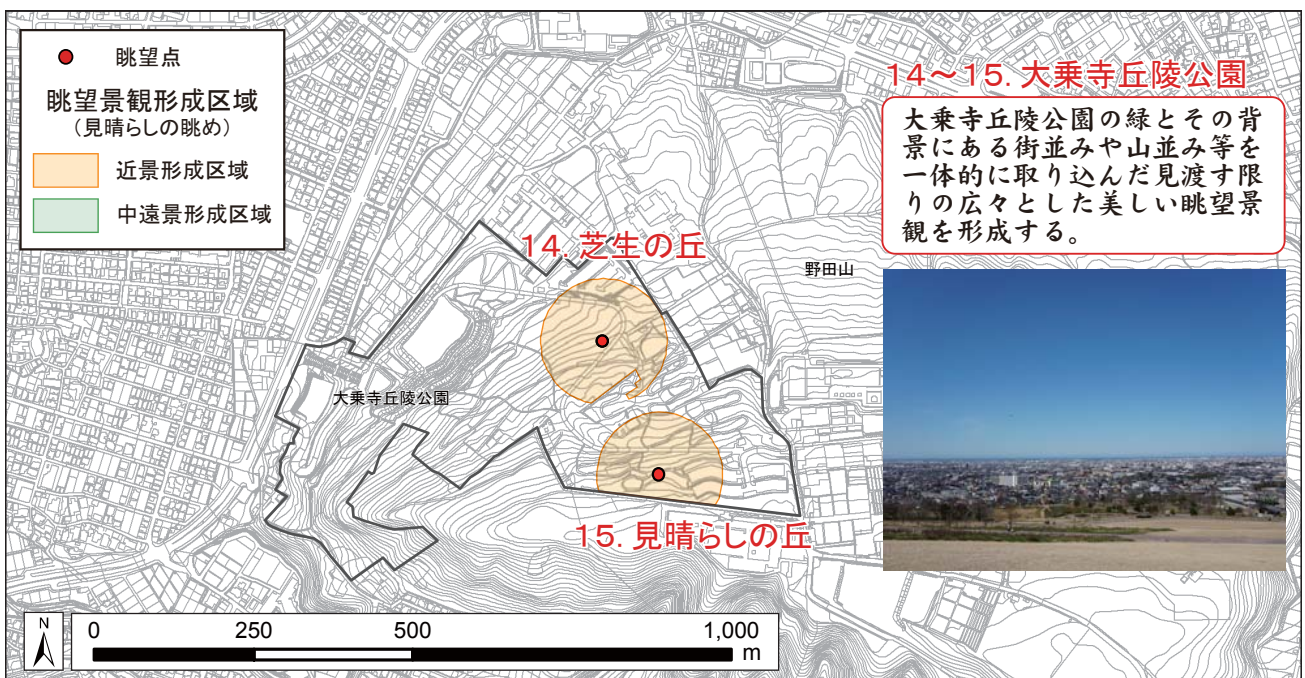 眺望点
眺望景観形成区域
（見晴らしの眺め）
近景形成区域
中遠景形成区域
14～15. 大乗寺丘陵公園
大乗寺丘陵公園の緑とその背
景にある街並みや山並み等を
一体的に取り込んだ見渡す限
りの広々とした美しい眺望景
観を形成する。
14. 芝生の丘
野田山
大乗寺丘陵公園
15. 見晴らしの丘
N
0 250 500 1,000
m